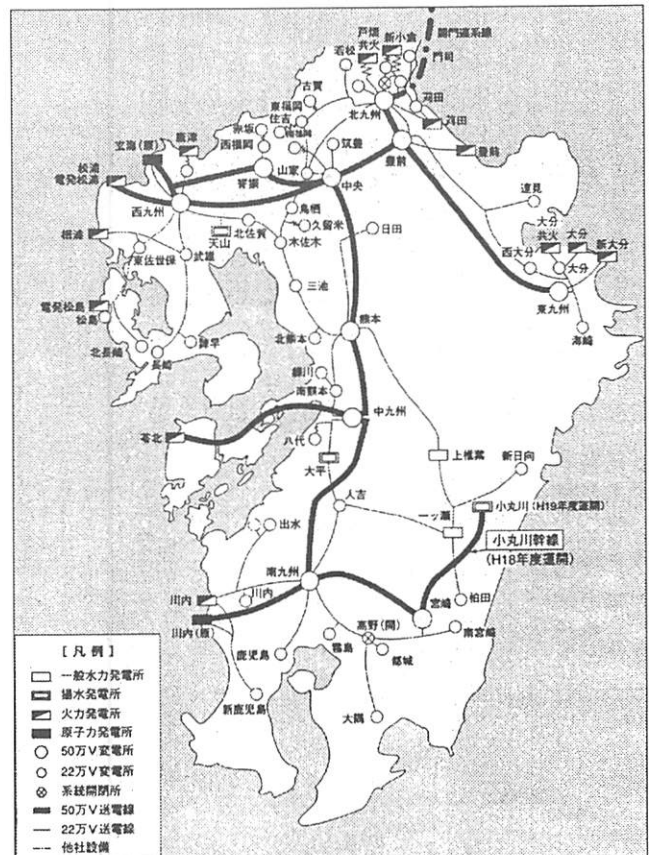 関門連系線
戸畑共火
新小倉
若松
門司
古賀
北九州
苅田
苅田
東福岡
住吉
赤坂
西福岡
筑豊
豊前
豊前
唐津
玄海(原)
松浦
電発松浦
脊振
山家
中央
速見
西九州
鳥栖
久留米
日田
大分共火
大分
新大分
西大分
大分
北佐賀
天山
木佐木
東佐世保
武雄
東九州
海崎
三池
電発松島
松島
熊本
北熊本
諫早
北長崎
長崎
南熊本
中九州
苓北
八代
大平
上椎葉
新日向
人吉
一ッ瀬
小丸川(H19年度運開)
出水
小丸川幹線
(H18年度運開)
南九州
川内
川内
宮崎
柏田
川内(原)
高野(開)
南宮崎
鹿児島
霧島
都城
新鹿児島
大隅
[凡例]
一般水力発電所
揚水発電所
火力発電所
原子力発電所
50万V変電所
22万V変電所
系統開閉所
50万V送電線
22万V送電線
他社設備